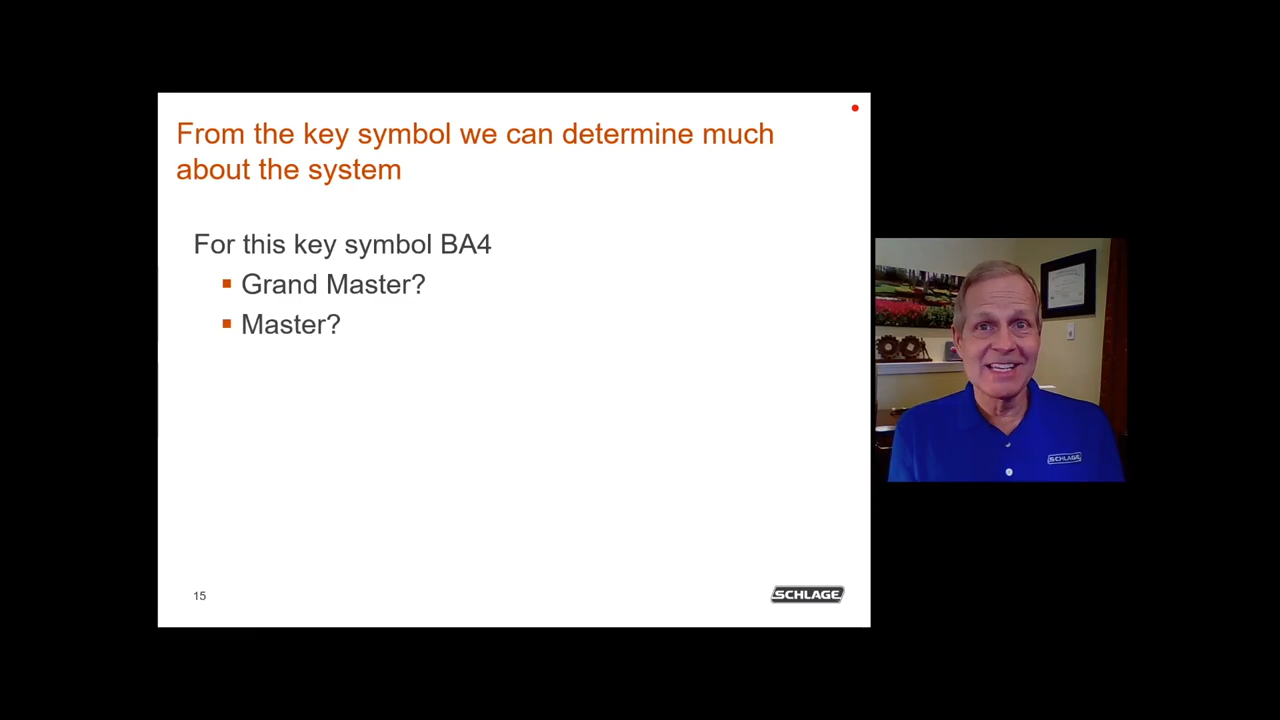 From the key symbol we can determine much
about the system
For this key symbol BA4
Grand Master?
Master?
15
SCHLAGE
SCHLAGE